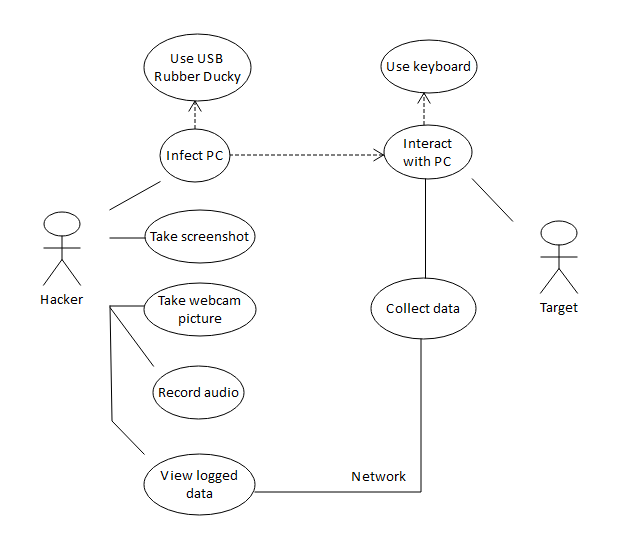 Use USB
Rubber Ducky
Use keyboard
Infect PC
Interact
with PC
Take screenshot
Hacker
Target
Take webcam
picture
Collect data
Record audio
View logged
data
Network